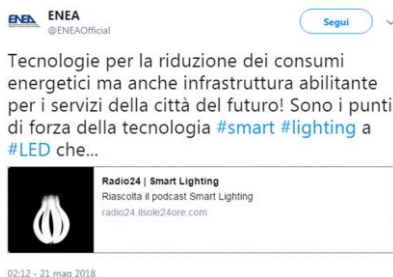 ENEA
ENEA
@ENEAOfficial
Segui
Tecnologie per la riduzione dei consumi
energetici ma anche infrastruttura abilitante
per i servizi della città del futuro! Sono i punti
di forza della tecnologia #smart #lighting a
#LED che...
Radio24 | Smart Lighting
Riascolta il podcast Smart Lighting
radio24.ilsole24ore.com
02:12 - 21 mag 2018